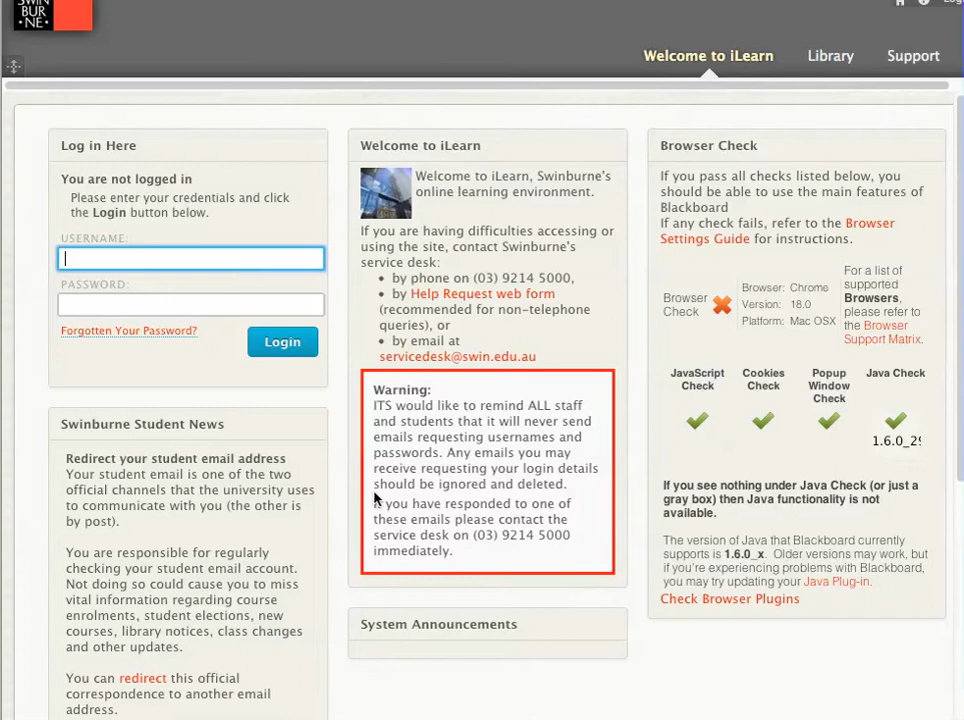 SWIN
BUR
• NE •
Welcome to iLearn
Library
Support
Log in Here
You are not logged in
Please enter your credentials and click
the Login button below.
USERNAME:
PASSWORD:
Forgotten Your Password?
Login
Swinburne Student News
Redirect your student email address
Your student email is one of the two
official channels that the university uses
to communicate with you (the other is
by post).
You are responsible for regularly
checking your student email account.
Not doing so could cause you to miss
vital information regarding course
enrolments, student elections, new
courses, library notices, class changes
and other updates.
You can redirect this official
correspondence to another email
address.
Welcome to iLearn
Welcome to iLearn, Swinburne's
online learning environment.
If you are having difficulties accessing or
using the site, contact Swinburne's
service desk:
• by phone on (03) 9214 5000,
• by Help Request web form
(recommended for non-telephone
queries), or
• by email at
servicedesk@swin.edu.au
Warning:
ITS would like to remind ALL staff
and students that it will never send
emails requesting usernames and
passwords. Any emails you may
receive requesting your login details
should be ignored and deleted.
If you have responded to one of
these emails please contact the
service desk on (03) 9214 5000
immediately.
System Announcements
Browser Check
If you pass all checks listed below, you
should be able to use the main features of
Blackboard
If any check fails, refer to the Browser
Settings Guide for instructions.
Browser
Check
Browser: Chrome
Version: 18.0
Platform: Mac OSX
For a list of
supported
Browsers,
please refer to
the Browser
Support Matrix.
JavaScript
Check
Cookies
Check
Popup
Window
Check
Java Check
1.6.0_29
If you see nothing under Java Check (or just a
gray box) then Java functionality is not
available.
The version of Java that Blackboard currently
supports is 1.6.0_x. Older versions may work, but
if you're experiencing problems with Blackboard,
you may try updating your Java Plug-in.
Check Browser Plugins